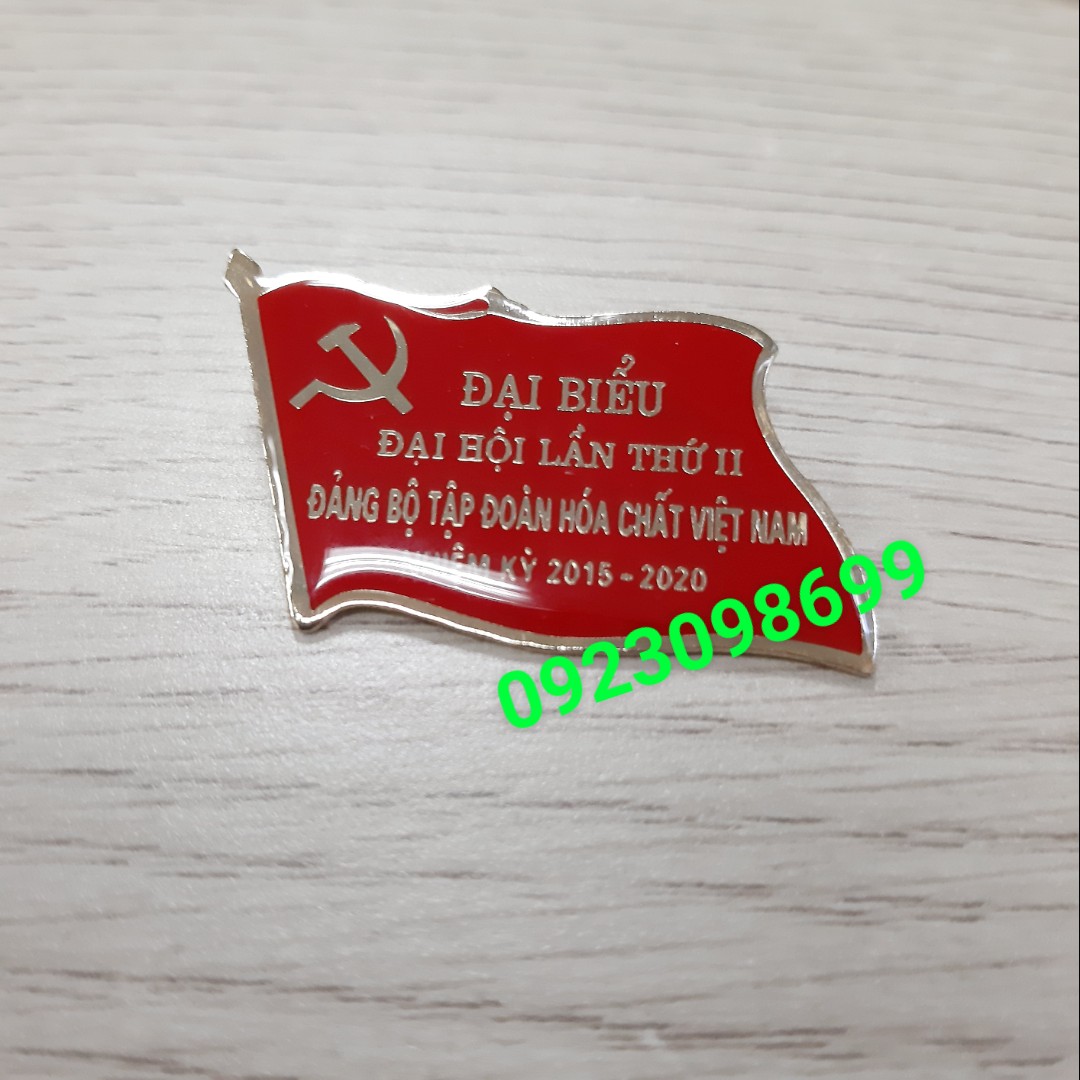 ĐẠI BIỂU
ĐẠI HỘI LẦN THỨ II
ĐẢNG BỘ TẬP ĐOÀN HÓA CHẤT VIỆT NAM
NHIỆM KỲ 2015 - 2020
0923098699